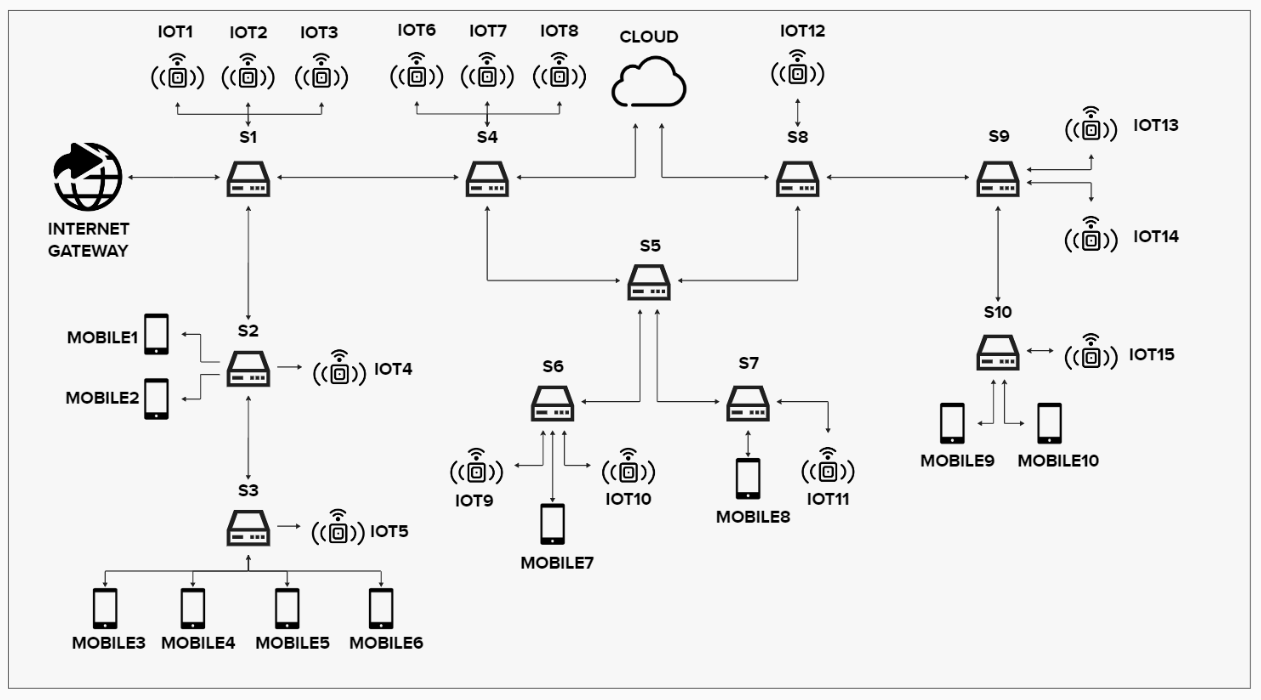 IOT1
IOT2
IOT3
IOT6
IOT7
IOT8
CLOUD
IOT12
IOT13
S1
S4
S8
S9
INTERNET
GATEWAY
IOT14
S5
S10
MOBILE1
S2
IOT4
IOT15
MOBILE2
S6
S7
MOBILE9
MOBILE10
S3
IOT9
IOT10
IOT11
MOBILE8
IOT5
MOBILE7
MOBILE3
MOBILE4
MOBILE5
MOBILE6